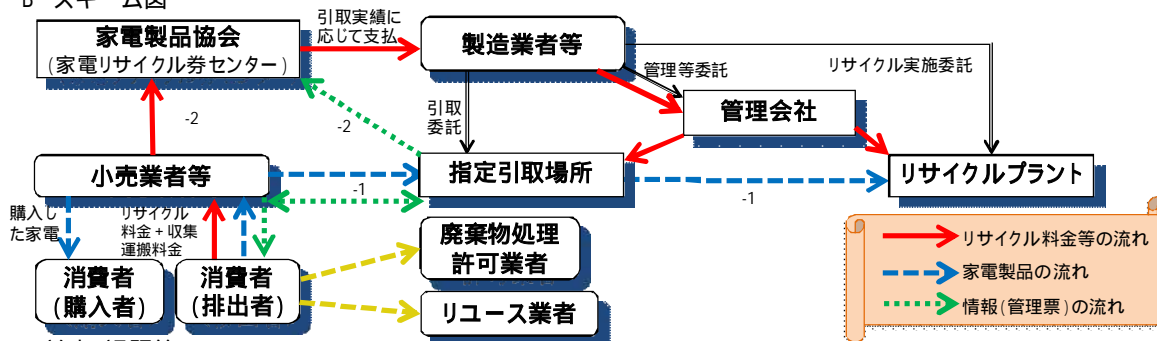 B スキーム図
家電製品協会
(家電リサイクル券センター)
引取実績に
応じて支払
製造業者等
管理等委託
リサイクル実施委託
管理会社
引取
委託
-2
-2
小売業者等
-1
指定引取場所
-1
リサイクルプラント
購入し
た家電
リサイクル
料金+収集
運搬料金
消費者
(購入者)
消費者
(排出者)
廃棄物処理
許可業者
リユース業者
リサイクル料金等の流れ
家電製品の流れ
情報(管理票)の流れ